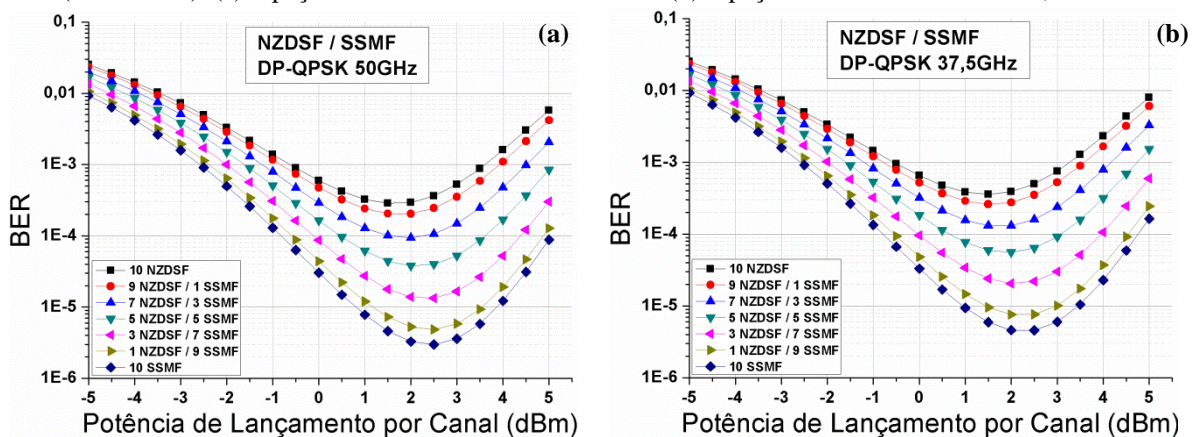 (a)
NZDSF / SSMF
DP-QPSK 50GHz
BER
0,1
0,01
1E-3
1E-4
1E-5
1E-6
10 NZDSF
9 NZDSF / 1 SSMF
7 NZDSF / 3 SSMF
5 NZDSF / 5 SSMF
3 NZDSF / 7 SSMF
1 NZDSF / 9 SSMF
10 SSMF
-5 -4 -3 -2 -1 0 1 2 3 4 5
Potência de Lançamento por Canal (dBm)
(b)
NZDSF / SSMF
DP-QPSK 37,5GHz
BER
0,1
0,01
1E-3
1E-4
1E-5
1E-6
10 NZDSF
9 NZDSF / 1 SSMF
7 NZDSF / 3 SSMF
5 NZDSF / 5 SSMF
3 NZDSF / 7 SSMF
1 NZDSF / 9 SSMF
10 SSMF
-5 -4 -3 -2 -1 0 1 2 3 4 5
Potência de Lançamento por Canal (dBm)